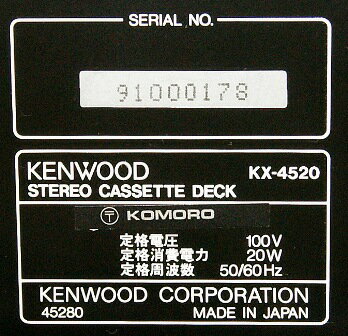 SERIAL NO.
91000178
KENWOOD KX-4520
STEREO CASSETTE DECK
〒 KOMORO
定格電圧 100V
定格消費電力 20W
定格周波数 50/60Hz
KENWOOD CORPORATION
45280 MADE IN JAPAN